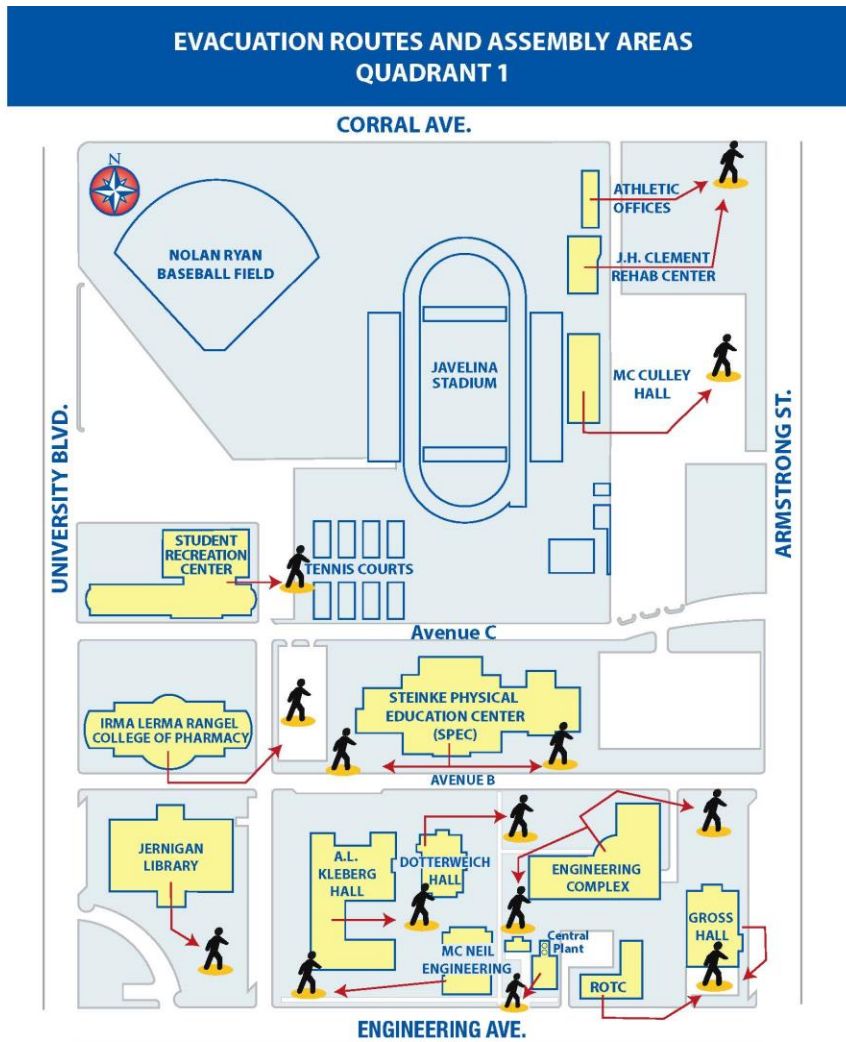 EVACUATION ROUTES AND ASSEMBLY AREAS
QUADRANT 1
CORRAL AVE.
N
ATHLETIC
OFFICES
NOLAN RYAN
BASEBALL FIELD
J.H. CLEMENT
REHAB CENTER
JAVELINA
STADIUM
MC CULLEY
HALL
UNIVERSITY BLVD.
ARMSTRONG ST.
STUDENT
RECREATION
CENTER
TENNIS COURTS
Avenue C
STEINKE PHYSICAL
EDUCATION CENTER
(SPEC)
IRMA LERMA RANGEL
COLLEGE OF PHARMACY
AVENUE B
JERNIGAN
LIBRARY
A.L.
KLEBERG
HALL
DOTTERWEICH
HALL
ENGINEERING
COMPLEX
GROSS
HALL
MC NEIL
ENGINEERING
Central
Plant
ROTC
ENGINEERING AVE.